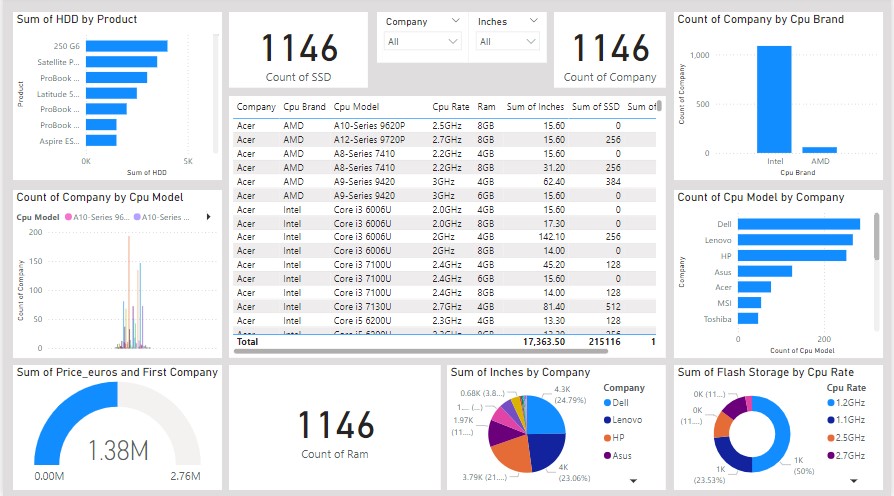 Sum of HDD by Product
Product
250 G6
Satellite P...
ProBook ...
Latitude 5...
ProBook ...
ProBook ...
Aspire ES...
0K 5K
Sum of HDD
1146
Count of SSD
Company
All
Inches
All
1146
Count of Company
Count of Company by Cpu Brand
Count of Company
1,000
500
0
Intel AMD
Cpu Brand
Company Cpu Brand Cpu Model Cpu Rate Ram Sum of Inches Sum of SSD Sum of
Acer AMD A10-Series 9620P 2.5GHz 8GB 15.60 0
Acer AMD A12-Series 9720P 2.7GHz 8GB 15.60 256
Acer AMD A8-Series 7410 2.2GHz 4GB 15.60 0
Acer AMD A8-Series 7410 2.2GHz 8GB 31.20 256
Acer AMD A9-Series 9420 3GHz 4GB 62.40 384
Acer AMD A9-Series 9420 3GHz 6GB 15.60 0
Acer Intel Core i3 6006U 2.0GHz 4GB 15.60 0
Acer Intel Core i3 6006U 2.0GHz 8GB 17.30 0
Acer Intel Core i3 6006U 2GHz 4GB 142.10 256
Acer Intel Core i3 6006U 2GHz 8GB 14.00 0
Acer Intel Core i3 7100U 2.4GHz 4GB 45.20 128
Acer Intel Core i3 7100U 2.4GHz 6GB 15.60 0
Acer Intel Core i3 7100U 2.4GHz 8GB 14.00 128
Acer Intel Core i3 7130U 2.7GHz 4GB 81.40 512
Acer Intel Core i5 6200U 2.3GHz 4GB 13.30 128
Acer Intel Core i5 6200U 2.3GHz 8GB 13.30 256
Total 17,363.50 215116 1
Count of Company by Cpu Model
Cpu Model A10-Series 96... A10-Series ...
Count of Company
200
150
100
50
0
Count of Cpu Model by Company
Company
Dell
Lenovo
HP
Asus
Acer
MSI
Toshiba
0 200
Count of Cpu Model
Sum of Price_euros and First Company
1.38M
0.00M 2.76M
1146
Count of Ram
Sum of Inches by Company
0.68K (3.8...)
1.... (...)
1.97K
(11....)
3.79K (21....)
4.3K
(24.79%)
4K
(23.06%)
Company
Dell
Lenovo
HP
Asus
Sum of Flash Storage by Cpu Rate
0K (11...)
0K
(11....)
1K
(23.53%)
1K
(50%)
Cpu Rate
1.2GHz
1.1GHz
2.5GHz
2.7GHz